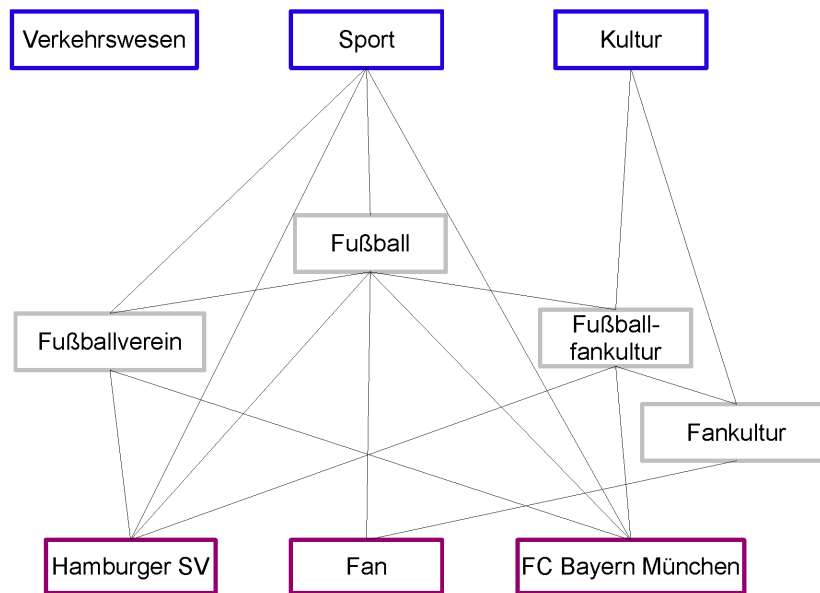 Verkehrswesen
Sport
Kultur
Fußball
Fußballverein
Fußball-
fankultur
Fankultur
Hamburger SV
Fan
FC Bayern München